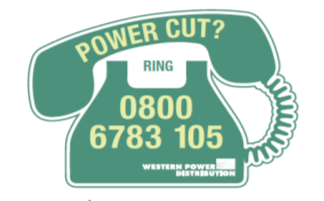 POWER CUT?
RING
0800
6783 105
WESTERN POWER
DISTRIBUTION